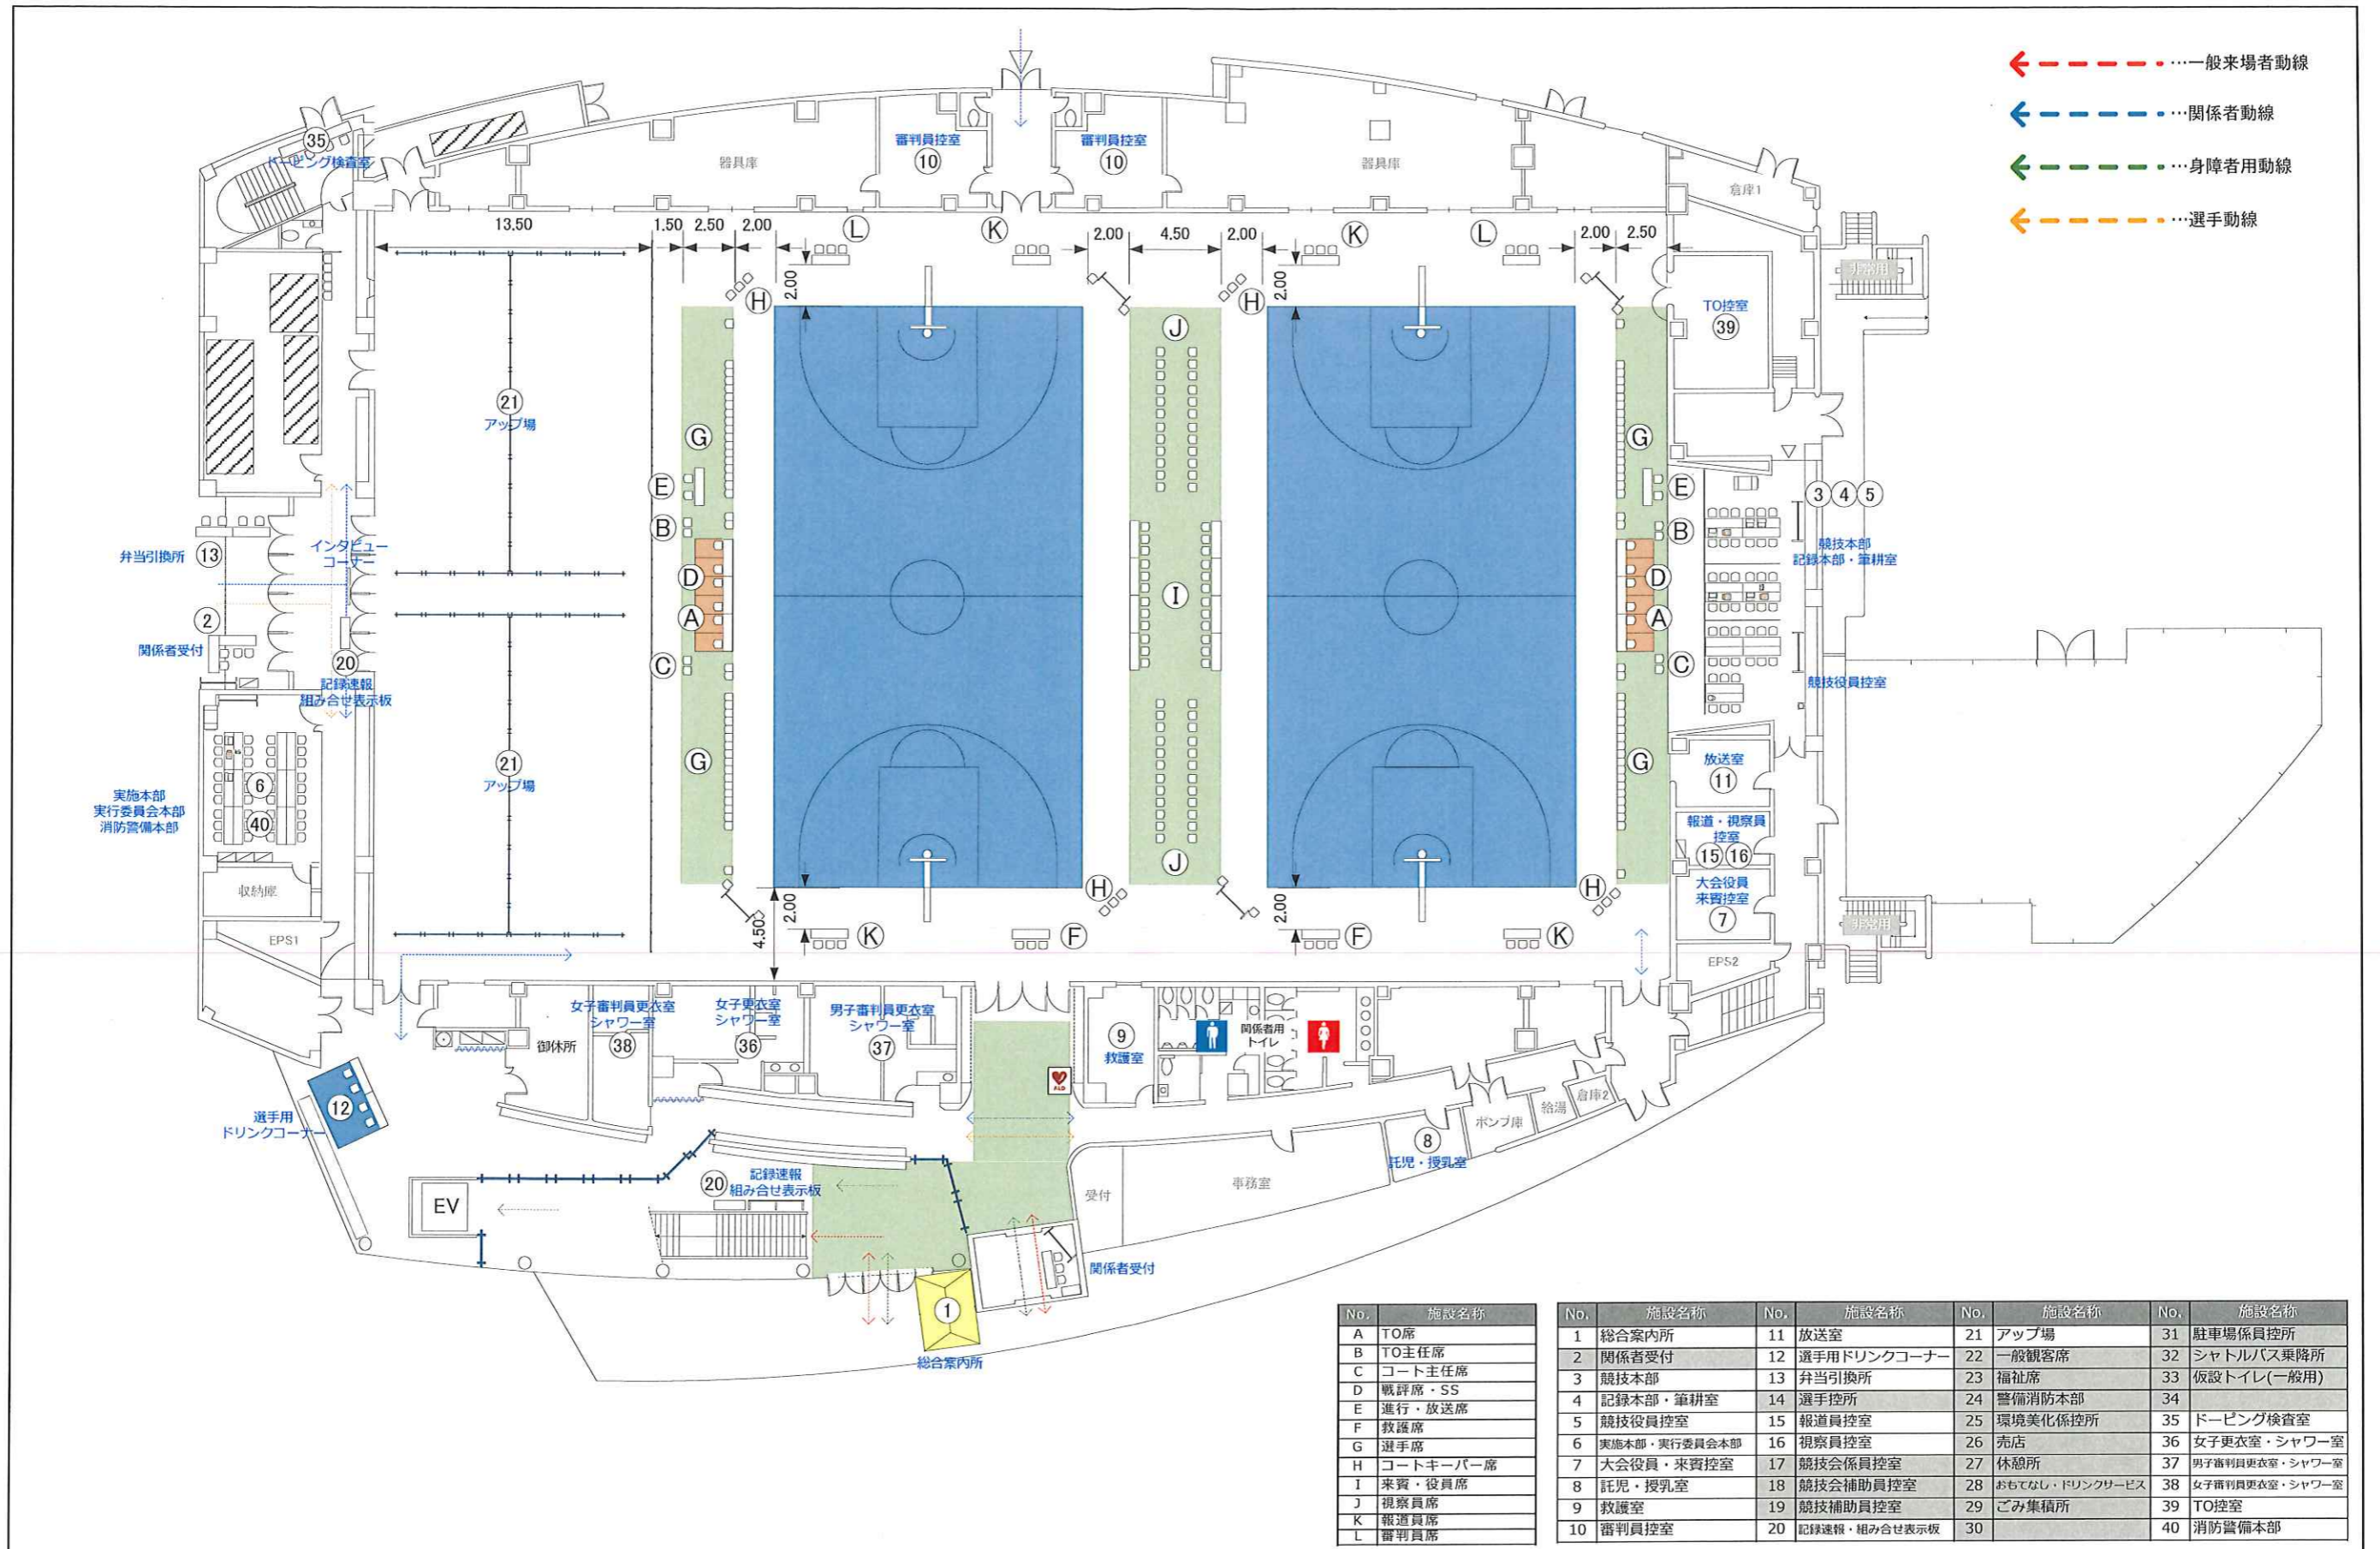 …一般来場者動線
…関係者動線
…身障者用動線
…選手動線
35
ドーピング検査室
器具庫
審判員控室
10
審判員控室
10
器具庫
倉庫1
13.50
1.50
2.50
2.00
L
K
2.00
4.50
2.00
K
L
2.00
2.50
2.00
2.00
H
H
非常用
TO控室
39
J
21
アップ場
G
G
E
E
B
B
D
D
A
A
C
C
I
3
4
5
競技本部
記録本部・筆耕室
競技役員控室
弁当引換所
13
インタビュー
コーナー
2
関係者受付
20
記録速報
組み合せ表示板
21
アップ場
G
G
放送室
11
実施本部
実行委員会本部
消防警備本部
6
40
報道・視察員
控室
15
16
収納庫
J
大会役員
来賓控室
7
H
H
2.00
2.00
4.50
K
F
F
K
非常用
EPS1
EPS2
女子審判員更衣室
シャワー室
38
女子更衣室
シャワー室
36
男子審判員更衣室
シャワー室
37
御休所
9
救護室
関係者用
トイレ
12
選手用
ドリンクコーナー
倉庫2
給湯
ポンプ庫
8
託児・授乳室
20
記録速報
組み合せ表示板
受付
事務室
EV
関係者受付
1
総合案内所
No. 施設名称
A TO席
B TO主任席
C コート主任席
D 戦評席・SS
E 進行・放送席
F 救護席
G 選手席
H コートキーパー席
I 来賓・役員席
J 視察員席
K 報道員席
L 審判員席
No. 施設名称 No. 施設名称 No. 施設名称 No. 施設名称
1 総合案内所 11 放送室 21 アップ場 31 駐車場係員控所
2 関係者受付 12 選手用ドリンクコーナー 22 一般観客席 32 シャトルバス乗降所
3 競技本部 13 弁当引換所 23 福祉席 33 仮設トイレ(一般用)
4 記録本部・筆耕室 14 選手控所 24 警備消防本部 34
5 競技役員控室 15 報道員控室 25 環境美化係控所 35 ドーピング検査室
6 実施本部・実行委員会本部 16 視察員控室 26 売店 36 女子更衣室・シャワー室
7 大会役員・来賓控室 17 競技会係員控室 27 休憩所 37 男子審判員更衣室・シャワー室
8 託児・授乳室 18 競技会補助員控室 28 おもてなし・ドリンクサービス 38 女子審判員更衣室・シャワー室
9 救護室 19 競技補助員控室 29 ごみ集積所 39 TO控室
10 審判員控室 20 記録速報・組み合せ表示板 30 40 消防警備本部